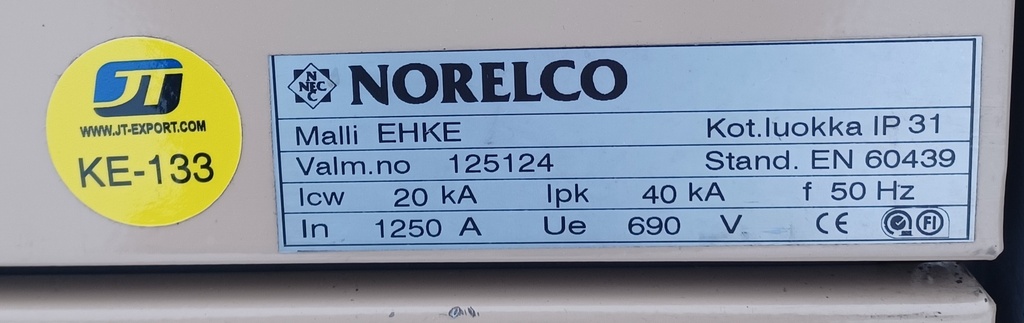 JT
WWW.JT-EXPORT.COM
KE-133
N
NEC
C
NORELCO
Malli EHKE Kot.luokka IP 31
Valm.no 125124 Stand. EN 60439
Icw 20 kA Ipk 40 kA f 50 Hz
In 1250 A Ue 690 V CE FI